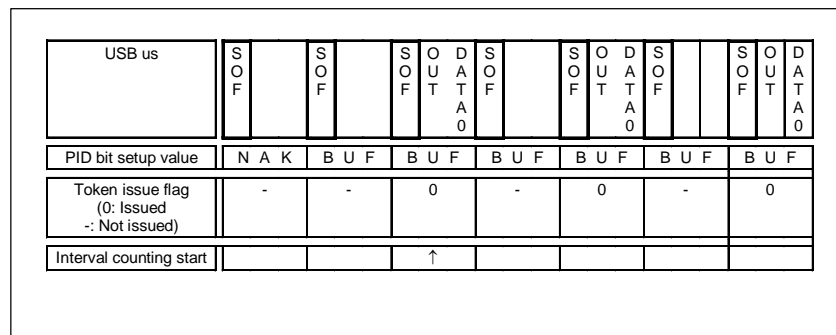 USB us S O F S O F S O F O U T D A T A 0 S O F S O F O U T D A T A 0 S O F S O F O U T D A T A 0
PID bit setup value N A K B U F B U F B U F B U F B U F B U F
Token issue flag
(0: Issued
-: Not issued) - - 0 - 0 - 0
Interval counting start ↑